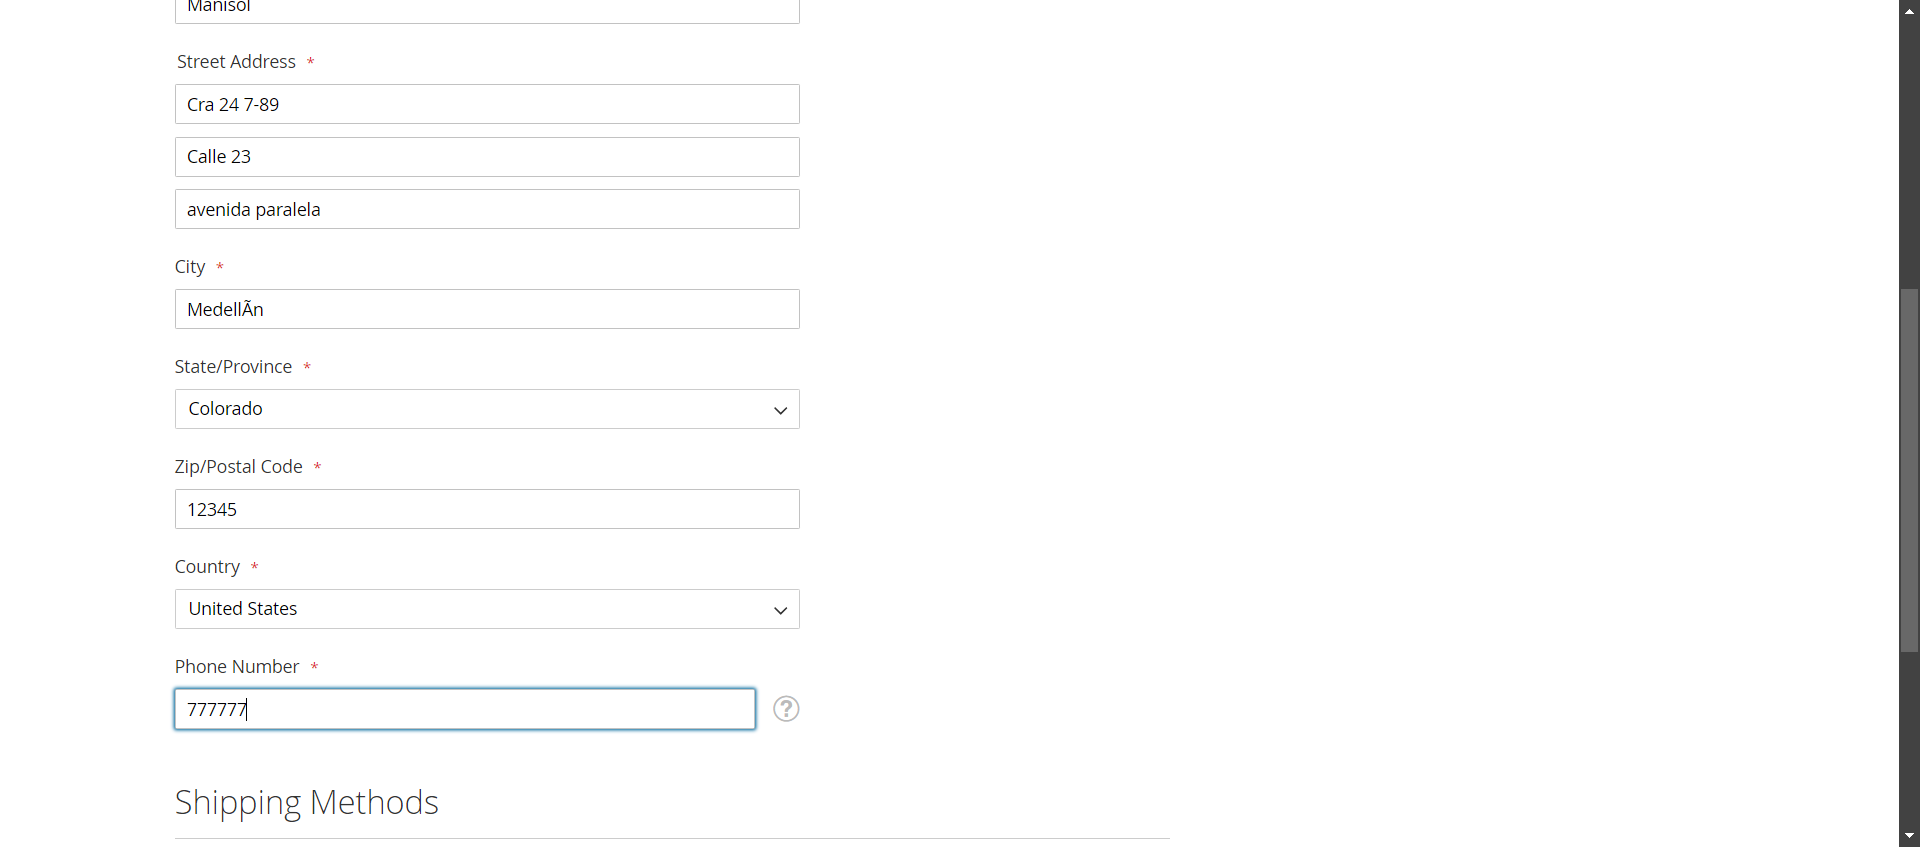 Manisol
Street Address *
Cra 24 7-89
Calle 23
avenida paralela
City *
MedellÃn
State/Province *
Colorado
Zip/Postal Code *
12345
Country *
United States
Phone Number *
777777
?
Shipping Methods